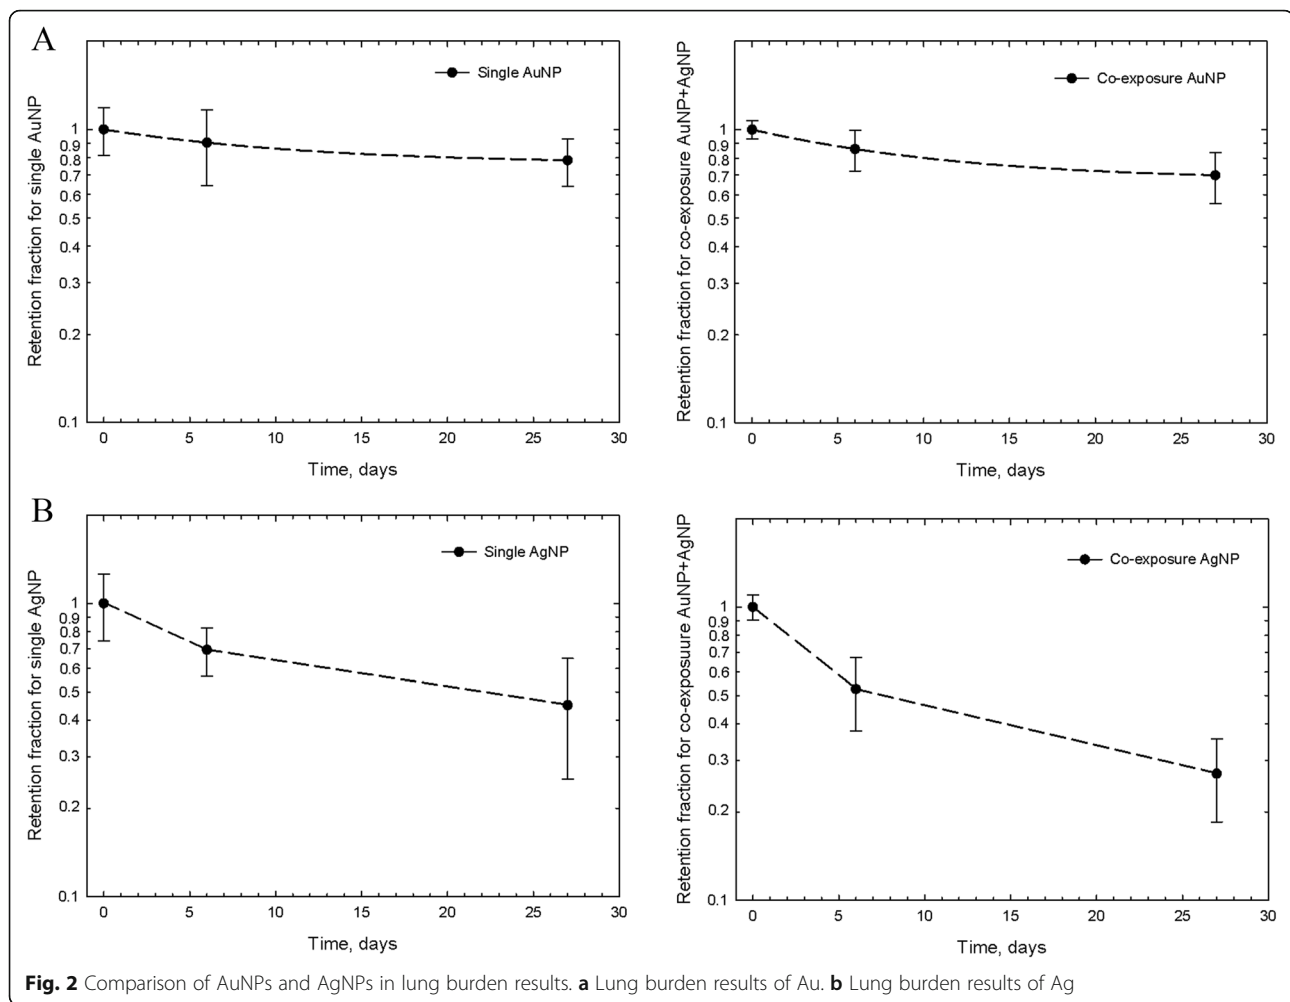 A
Retention fraction for single AuNP
1
0.9
0.8
0.7
0.6
0.5
0.4
0.3
0.2
0.1
Single AuNP
0 5 10 15 20 25 30
Time, days
Retention fraction for co-exposure AuNP+AgNP
1
0.9
0.8
0.7
0.6
0.5
0.4
0.3
0.2
0.1
Co-exposure AuNP
0 5 10 15 20 25 30
Time, days
B
Retention fraction for single AgNP
1
0.9
0.8
0.7
0.6
0.5
0.4
0.3
0.2
0.1
Single AgNP
0 5 10 15 20 25 30
Time, days
Retention fraction for co-exposuure AuNP+AgNP
1
0.9
0.8
0.7
0.6
0.5
0.4
0.3
0.2
0.1
Co-exposure AgNP
0 5 10 15 20 25 30
Time, days
Fig. 2 Comparison of AuNPs and AgNPs in lung burden results. a Lung burden results of Au. b Lung burden results of Ag